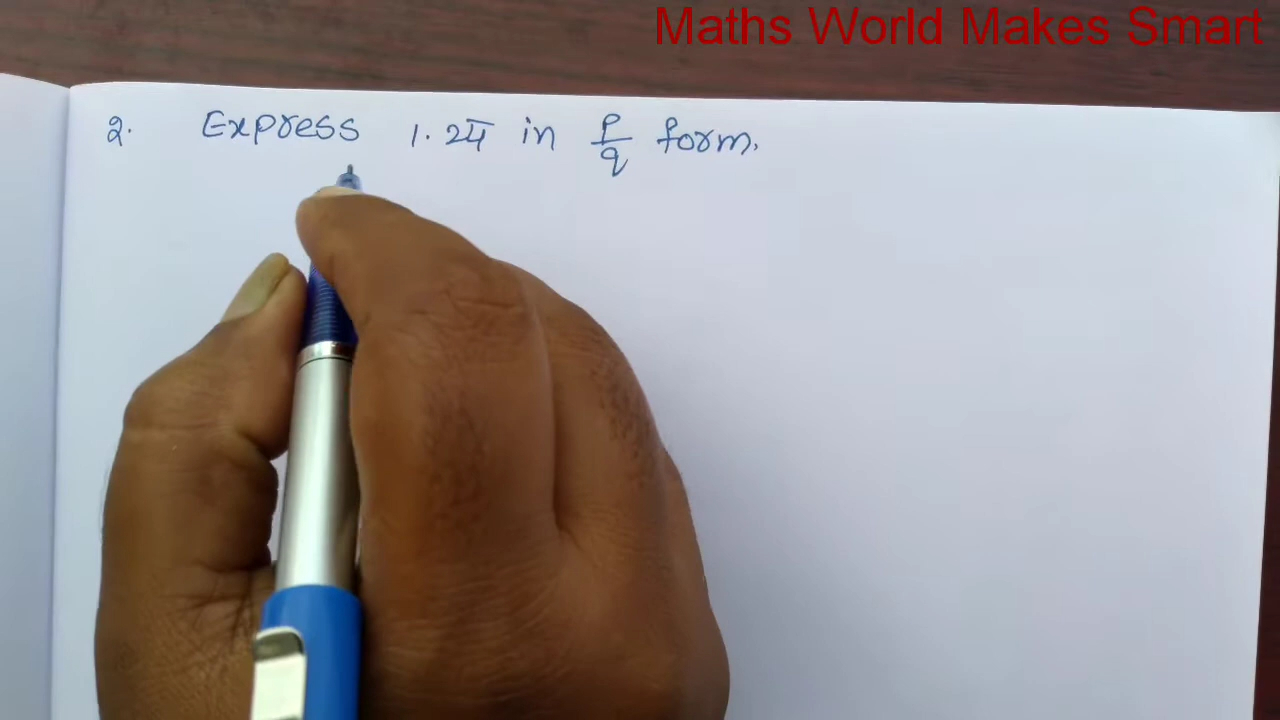 Maths World Makes Smart
2. Express 1.24̅ in p/q form.